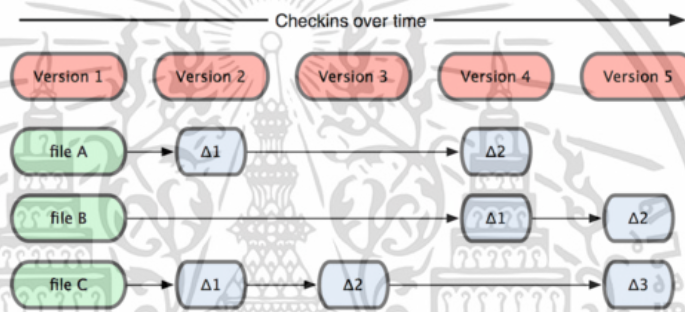 Checkins over time
Version 1 Version 2 Version 3 Version 4 Version 5
file A Δ1 Δ2
file B Δ1 Δ2
file C Δ1 Δ2 Δ3